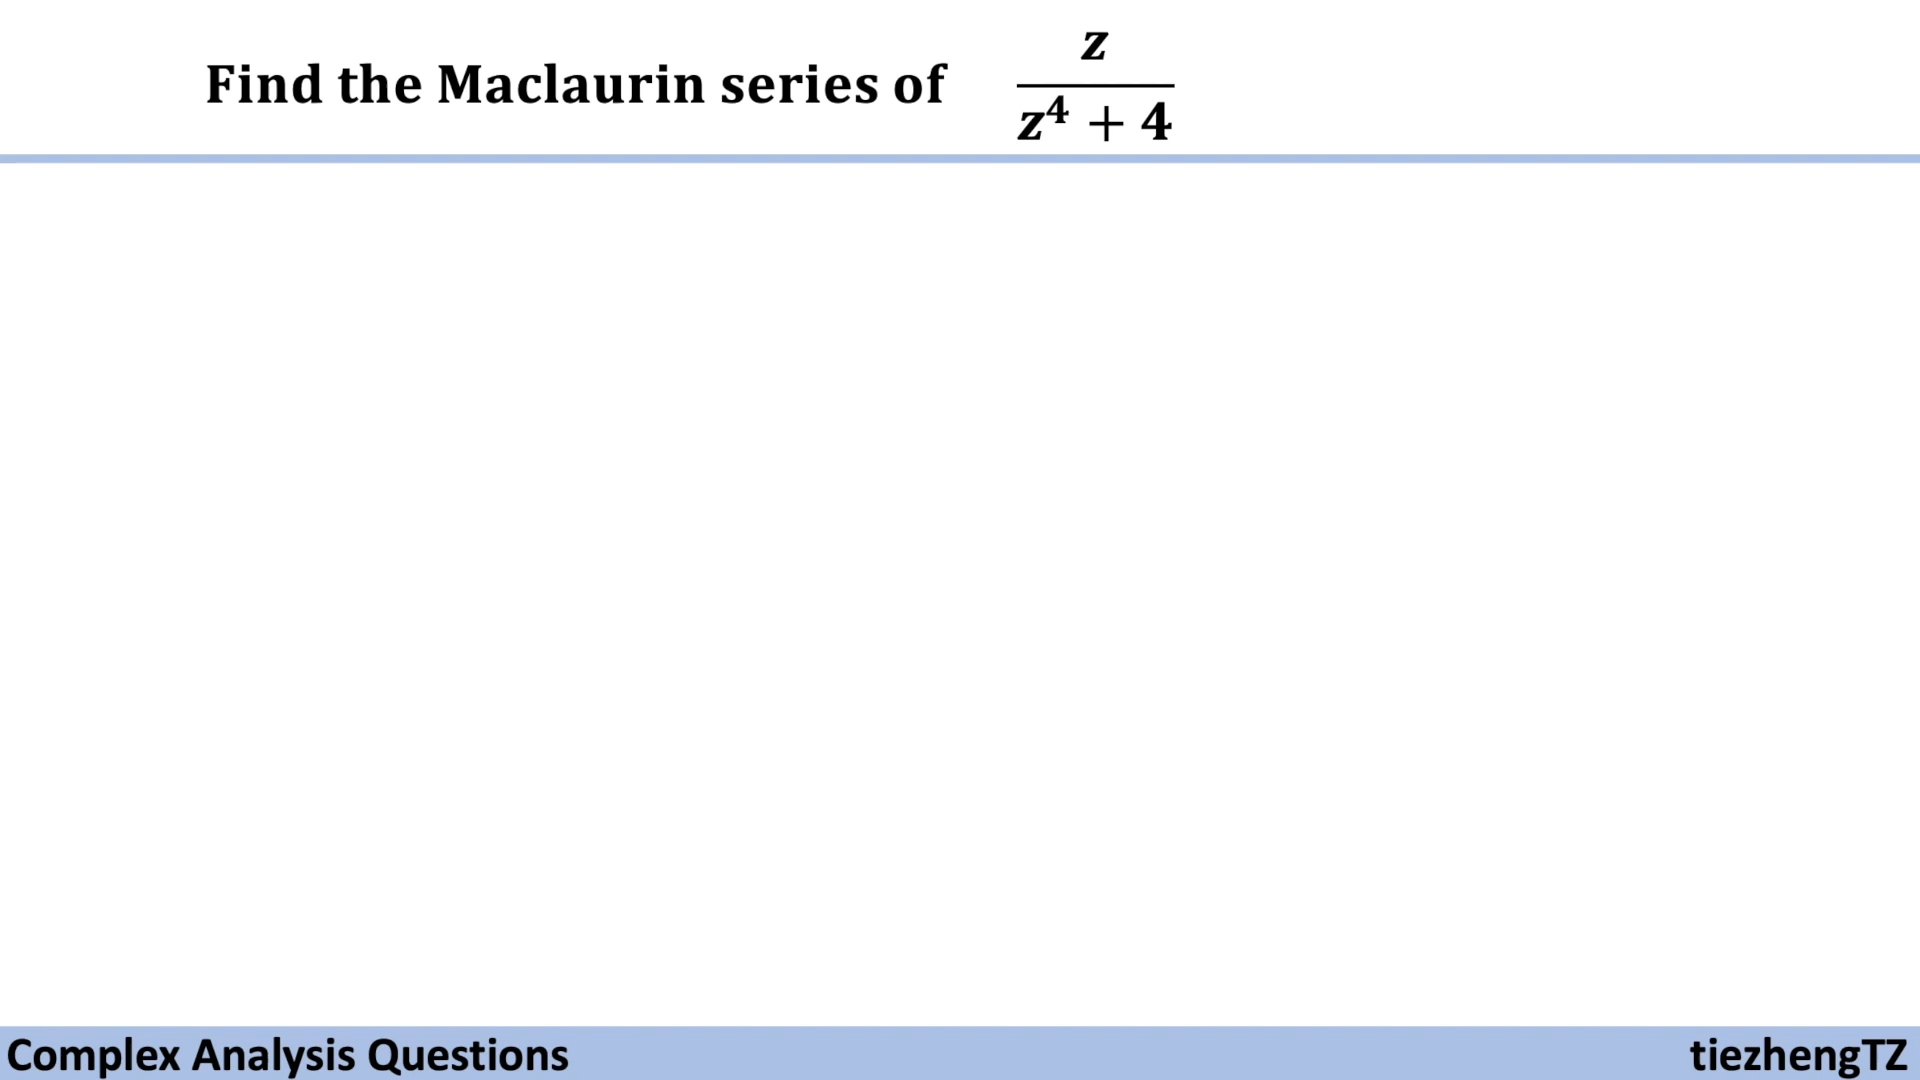 Find the Maclaurin series of z / (z⁴ + 4)
Complex Analysis Questions
tiezhengTZ